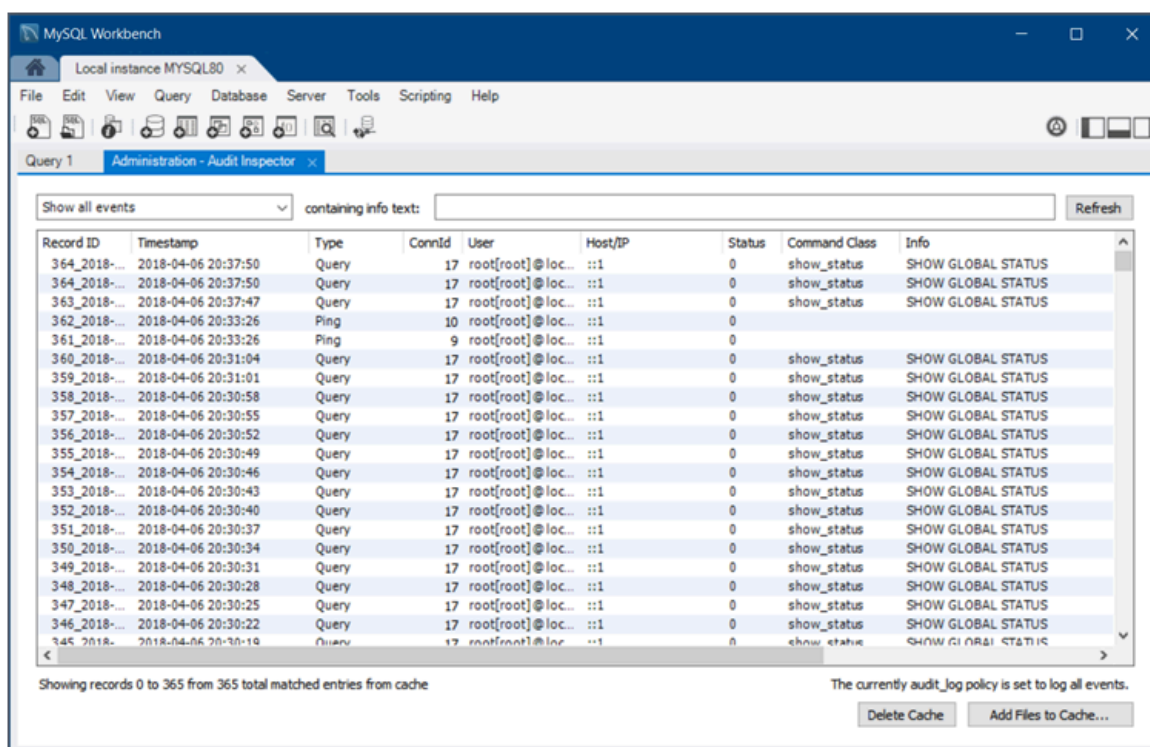 MySQL Workbench
Local instance MYSQL80
File Edit View Query Database Server Tools Scripting Help
Query 1 Administration - Audit Inspector
Show all events containing info text: Refresh
Record ID Timestamp Type ConnId User Host/IP Status Command Class Info
364_2018-... 2018-04-06 20:37:50 Query 17 root[root]@loc... ::1 0 show_status SHOW GLOBAL STATUS
364_2018-... 2018-04-06 20:37:50 Query 17 root[root]@loc... ::1 0 show_status SHOW GLOBAL STATUS
363_2018-... 2018-04-06 20:37:47 Query 17 root[root]@loc... ::1 0 show_status SHOW GLOBAL STATUS
362_2018-... 2018-04-06 20:33:26 Ping 10 root[root]@loc... ::1 0
361_2018-... 2018-04-06 20:33:26 Ping 9 root[root]@loc... ::1 0
360_2018-... 2018-04-06 20:31:04 Query 17 root[root]@loc... ::1 0 show_status SHOW GLOBAL STATUS
359_2018-... 2018-04-06 20:31:01 Query 17 root[root]@loc... ::1 0 show_status SHOW GLOBAL STATUS
358_2018-... 2018-04-06 20:30:58 Query 17 root[root]@loc... ::1 0 show_status SHOW GLOBAL STATUS
357_2018-... 2018-04-06 20:30:55 Query 17 root[root]@loc... ::1 0 show_status SHOW GLOBAL STATUS
356_2018-... 2018-04-06 20:30:52 Query 17 root[root]@loc... ::1 0 show_status SHOW GLOBAL STATUS
355_2018-... 2018-04-06 20:30:49 Query 17 root[root]@loc... ::1 0 show_status SHOW GLOBAL STATUS
354_2018-... 2018-04-06 20:30:46 Query 17 root[root]@loc... ::1 0 show_status SHOW GLOBAL STATUS
353_2018-... 2018-04-06 20:30:43 Query 17 root[root]@loc... ::1 0 show_status SHOW GLOBAL STATUS
352_2018-... 2018-04-06 20:30:40 Query 17 root[root]@loc... ::1 0 show_status SHOW GLOBAL STATUS
351_2018-... 2018-04-06 20:30:37 Query 17 root[root]@loc... ::1 0 show_status SHOW GLOBAL STATUS
350_2018-... 2018-04-06 20:30:34 Query 17 root[root]@loc... ::1 0 show_status SHOW GLOBAL STATUS
349_2018-... 2018-04-06 20:30:31 Query 17 root[root]@loc... ::1 0 show_status SHOW GLOBAL STATUS
348_2018-... 2018-04-06 20:30:28 Query 17 root[root]@loc... ::1 0 show_status SHOW GLOBAL STATUS
347_2018-... 2018-04-06 20:30:25 Query 17 root[root]@loc... ::1 0 show_status SHOW GLOBAL STATUS
346_2018-... 2018-04-06 20:30:22 Query 17 root[root]@loc... ::1 0 show_status SHOW GLOBAL STATUS
345_2018-... 2018-04-06 20:30:19 Query 17 root[root]@loc... ::1 0 show_status SHOW GLOBAL STATUS
Showing records 0 to 365 from 365 total matched entries from cache The currently audit_log policy is set to log all events.
Delete Cache Add Files to Cache...